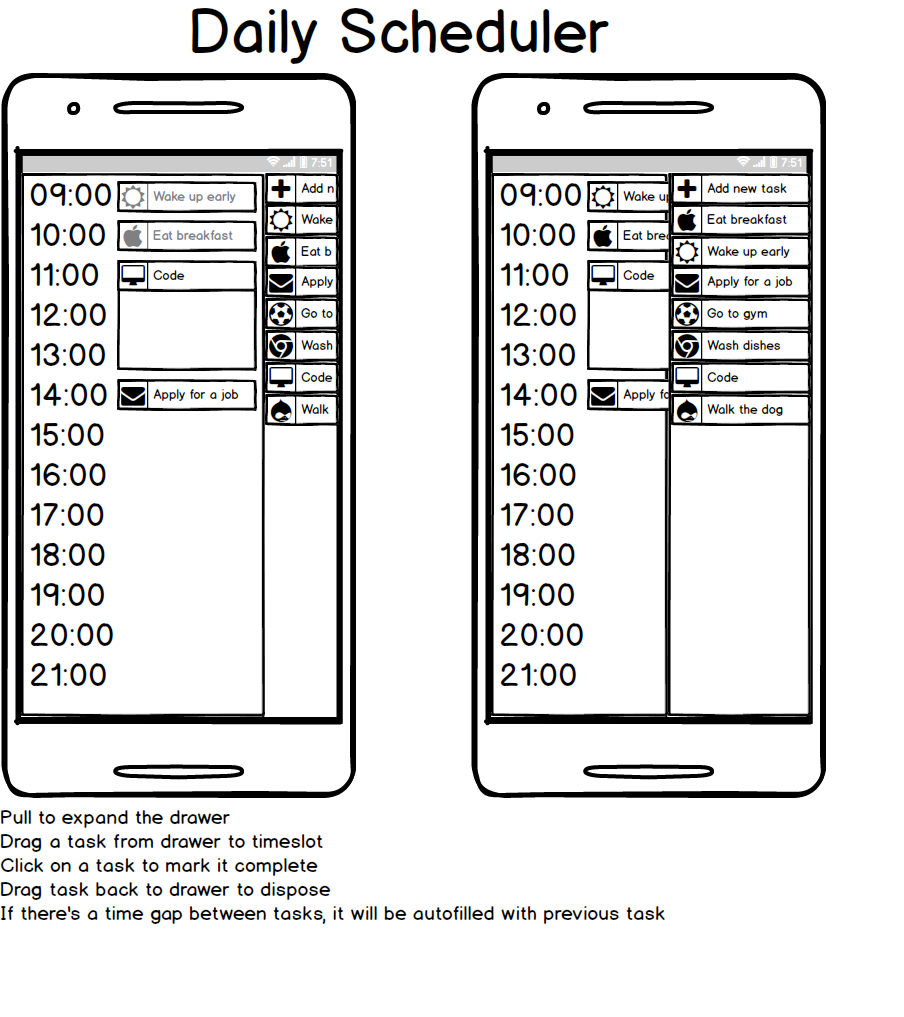 Daily Scheduler
7:51
09:00 Wake up early
10:00 Eat breakfast
11:00 Code
12:00
13:00
14:00 Apply for a job
15:00
16:00
17:00
18:00
19:00
20:00
21:00
Add n
Wake
Eat b
Apply
Go to
Wash
Code
Walk
7:51
09:00 Wake up
10:00 Eat brea
11:00 Code
12:00
13:00
14:00 Apply fo
15:00
16:00
17:00
18:00
19:00
20:00
21:00
Add new task
Eat breakfast
Wake up early
Apply for a job
Go to gym
Wash dishes
Code
Walk the dog
Pull to expand the drawer
Drag a task from drawer to timeslot
Click on a task to mark it complete
Drag task back to drawer to dispose
If there's a time gap between tasks, it will be autofilled with previous task